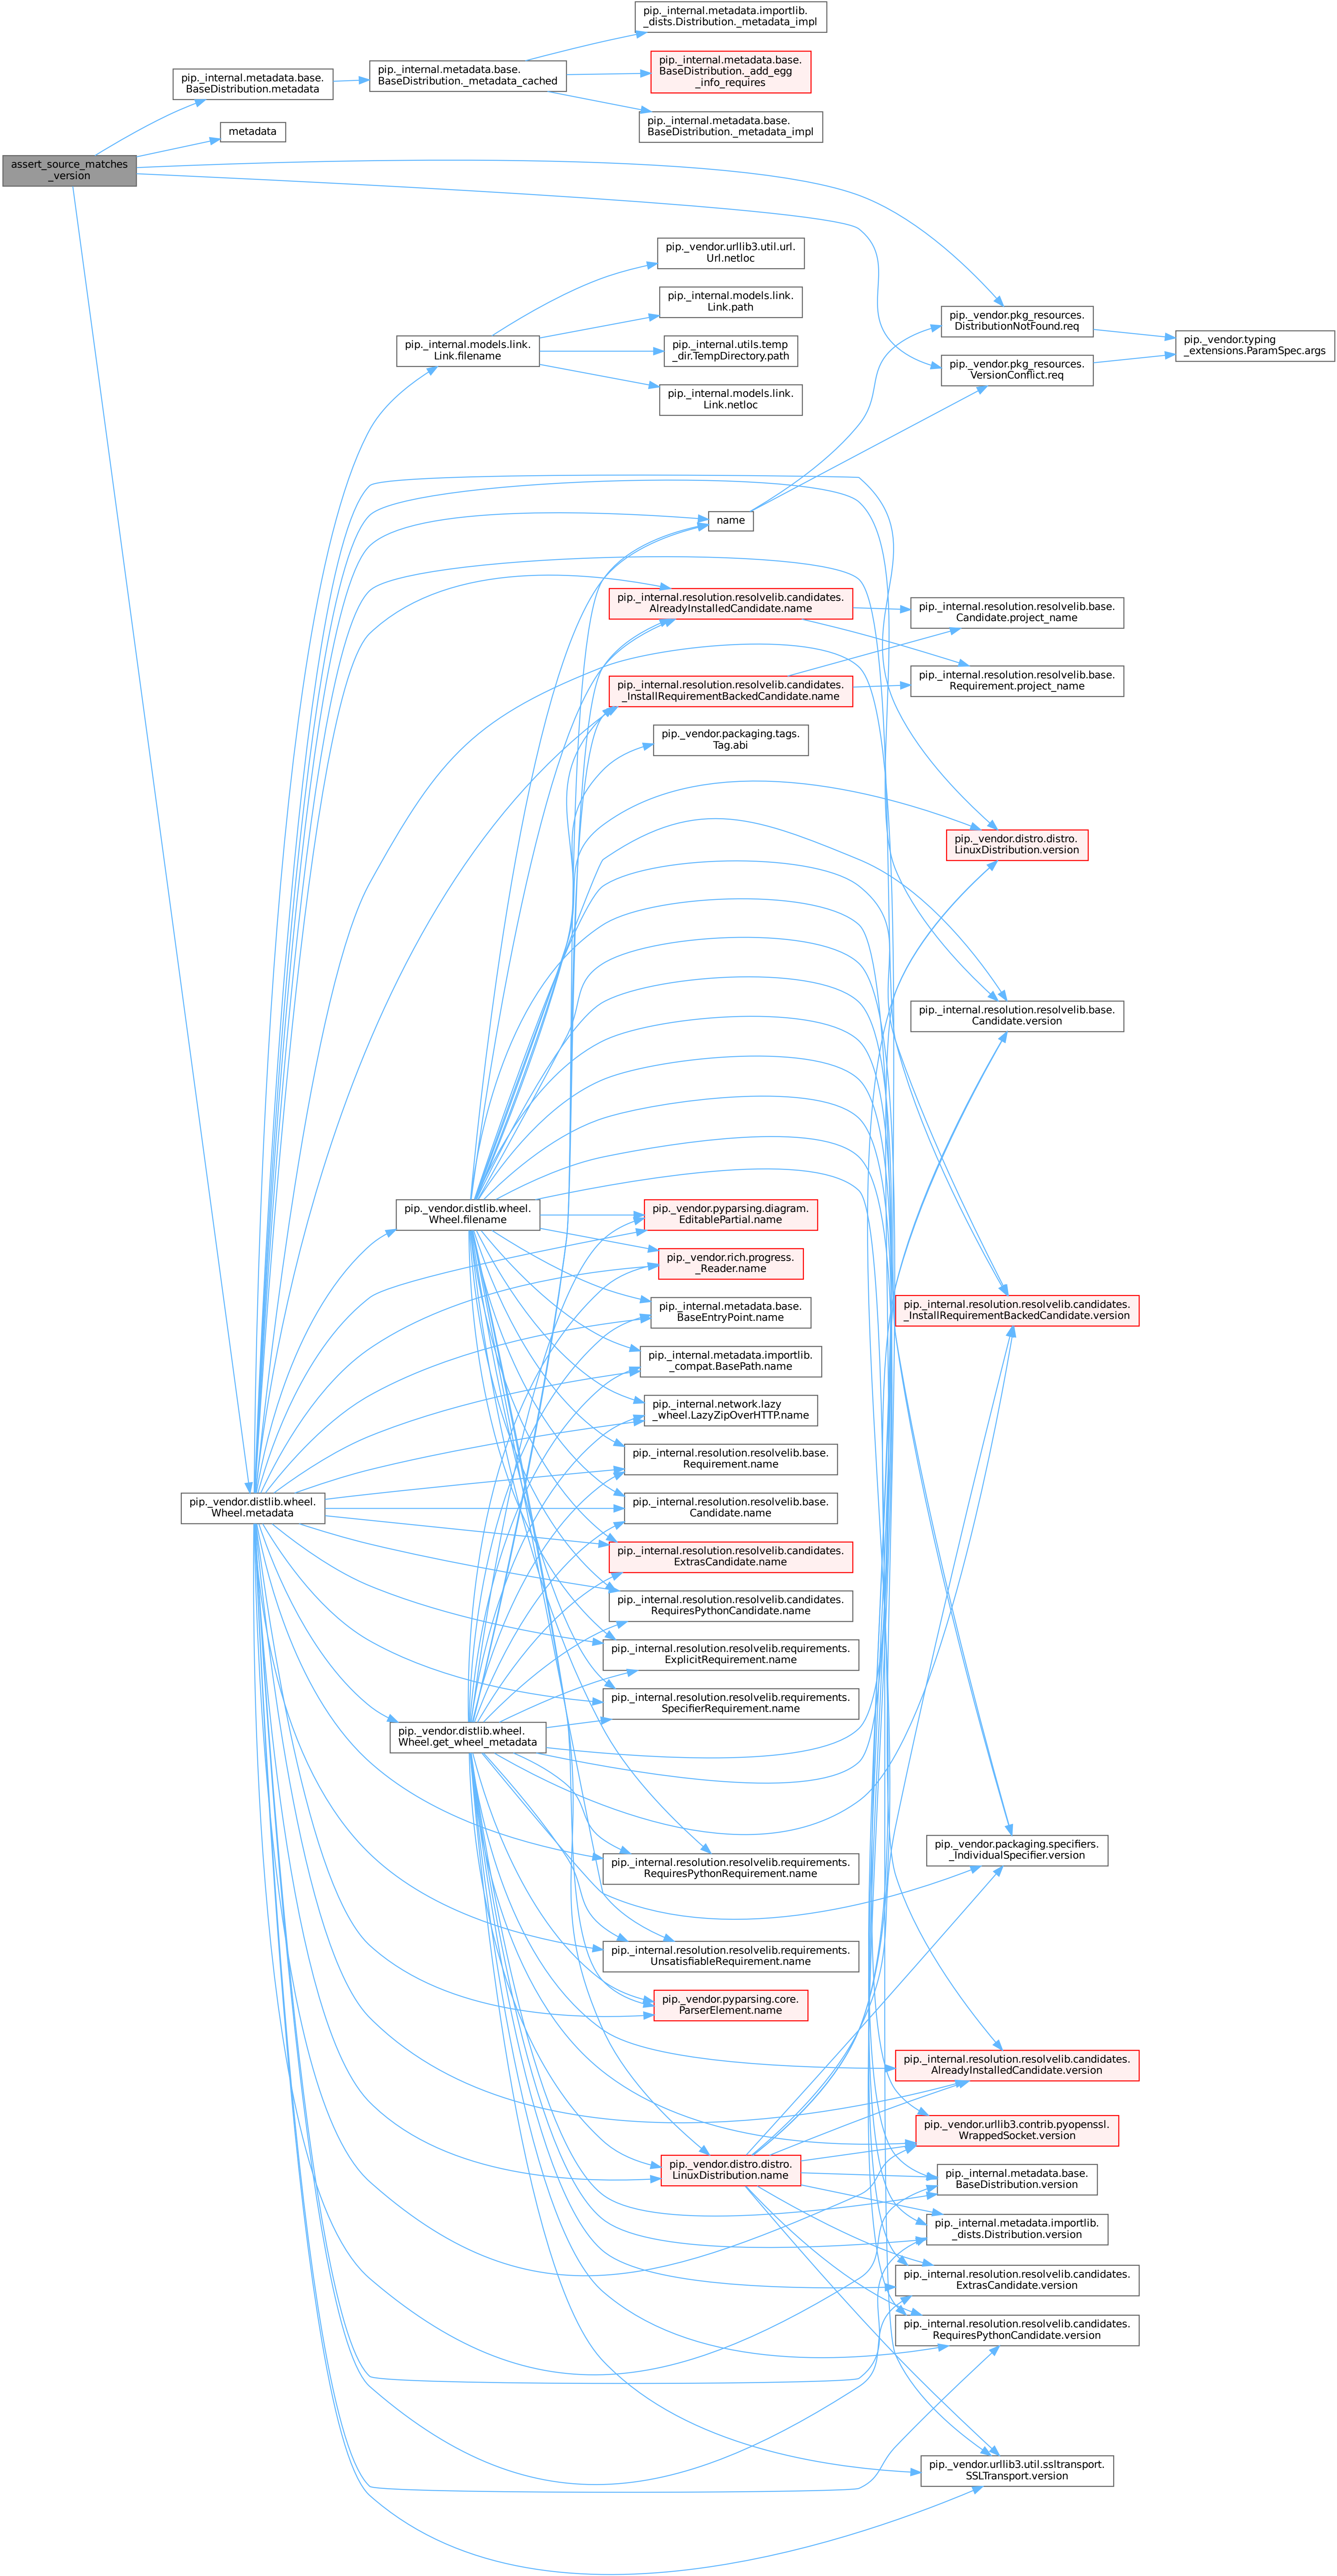 pip._internal.metadata.importlib.
_dists.Distribution._metadata_impl
pip._internal.metadata.base.
BaseDistribution._metadata_cached
pip._internal.metadata.base.
BaseDistribution._add_egg
_info_requires
pip._internal.metadata.base.
BaseDistribution.metadata
pip._internal.metadata.base.
BaseDistribution._metadata_impl
metadata
assert_source_matches
_version
pip._vendor.urllib3.util.url.
Url.netloc
pip._internal.models.link.
Link.path
pip._vendor.pkg_resources.
DistributionNotFound.req
pip._internal.models.link.
Link.filename
pip._internal.utils.temp
_dir.TempDirectory.path
pip._vendor.typing
_extensions.ParamSpec.args
pip._vendor.pkg_resources.
VersionConflict.req
pip._internal.models.link.
Link.netloc
name
pip._internal.resolution.resolvelib.candidates.
AlreadyInstalledCandidate.name
pip._internal.resolution.resolvelib.base.
Candidate.project_name
pip._internal.resolution.resolvelib.candidates.
_InstallRequirementBackedCandidate.name
pip._internal.resolution.resolvelib.base.
Requirement.project_name
pip._vendor.packaging.tags.
Tag.abi
pip._vendor.distro.distro.
LinuxDistribution.version
pip._internal.resolution.resolvelib.base.
Candidate.version
pip._vendor.distlib.wheel.
Wheel.filename
pip._vendor.pyparsing.diagram.
EditablePartial.name
pip._vendor.rich.progress.
_Reader.name
pip._internal.metadata.base.
BaseEntryPoint.name
pip._internal.resolution.resolvelib.candidates.
_InstallRequirementBackedCandidate.version
pip._internal.metadata.importlib.
_compat.BasePath.name
pip._internal.network.lazy
_wheel.LazyZipOverHTTP.name
pip._internal.resolution.resolvelib.base.
Requirement.name
pip._vendor.distlib.wheel.
Wheel.metadata
pip._internal.resolution.resolvelib.base.
Candidate.name
pip._internal.resolution.resolvelib.candidates.
ExtrasCandidate.name
pip._internal.resolution.resolvelib.candidates.
RequiresPythonCandidate.name
pip._internal.resolution.resolvelib.requirements.
ExplicitRequirement.name
pip._internal.resolution.resolvelib.requirements.
SpecifierRequirement.name
pip._vendor.distlib.wheel.
Wheel.get_wheel_metadata
pip._vendor.packaging.specifiers.
_IndividualSpecifier.version
pip._internal.resolution.resolvelib.requirements.
RequiresPythonRequirement.name
pip._internal.resolution.resolvelib.requirements.
UnsatisfiableRequirement.name
pip._vendor.pyparsing.core.
ParserElement.name
pip._internal.resolution.resolvelib.candidates.
AlreadyInstalledCandidate.version
pip._vendor.urllib3.contrib.pyopenssl.
WrappedSocket.version
pip._vendor.distro.distro.
LinuxDistribution.name
pip._internal.metadata.base.
BaseDistribution.version
pip._internal.metadata.importlib.
_dists.Distribution.version
pip._internal.resolution.resolvelib.candidates.
ExtrasCandidate.version
pip._internal.resolution.resolvelib.candidates.
RequiresPythonCandidate.version
pip._vendor.urllib3.util.ssltransport.
SSLTransport.version